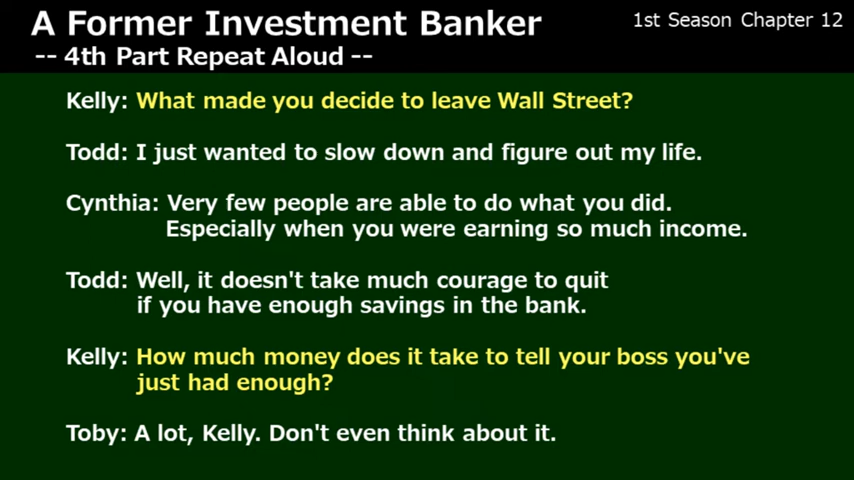 A Former Investment Banker
1st Season Chapter 12
-- 4th Part Repeat Aloud --
Kelly: What made you decide to leave Wall Street?
Todd: I just wanted to slow down and figure out my life.
Cynthia: Very few people are able to do what you did.
Especially when you were earning so much income.
Todd: Well, it doesn't take much courage to quit
if you have enough savings in the bank.
Kelly: How much money does it take to tell your boss you've
just had enough?
Toby: A lot, Kelly. Don't even think about it.